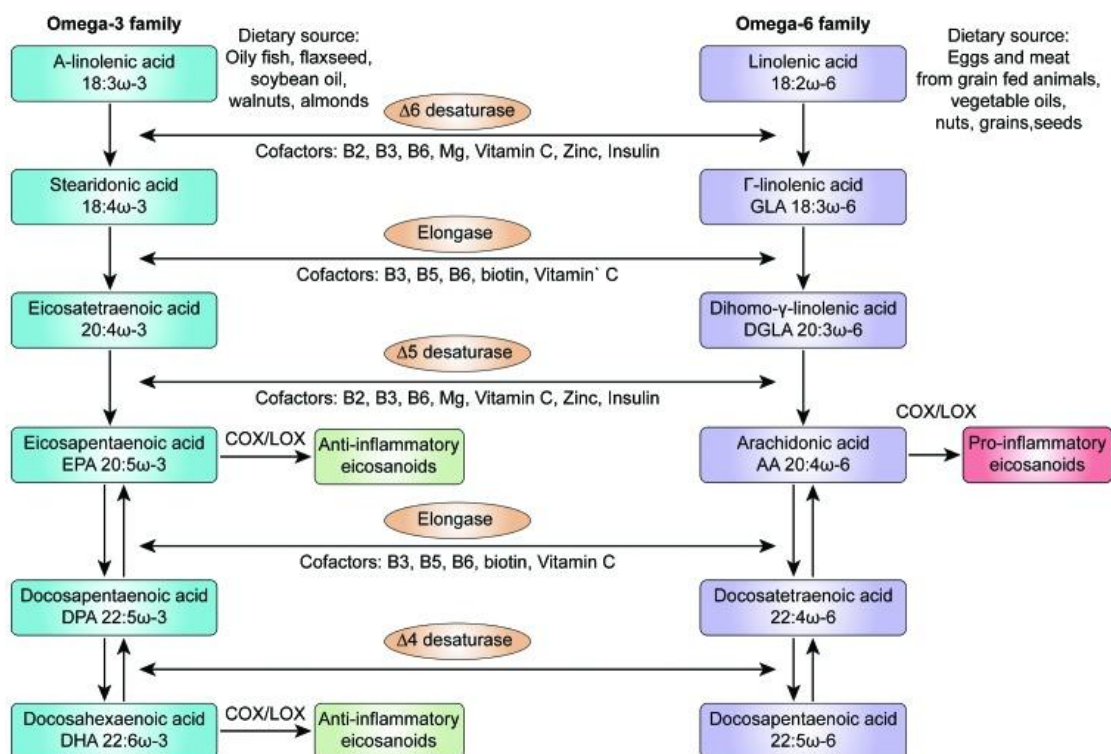 Omega-3 family
Omega-6 family
A-linolenic acid
18:3ω-3
Dietary source:
Oily fish, flaxseed,
soybean oil,
walnuts, almonds
Linolenic acid
18:2ω-6
Dietary source:
Eggs and meat
from grain fed animals,
vegetable oils,
nuts, grains,seeds
Δ6 desaturase
Cofactors: B2, B3, B6, Mg, Vitamin C, Zinc, Insulin
Stearidonic acid
18:4ω-3
Γ-linolenic acid
GLA 18:3ω-6
Elongase
Cofactors: B3, B5, B6, biotin, Vitamin` C
Eicosatetraenoic acid
20:4ω-3
Dihomo-γ-linolenic acid
DGLA 20:3ω-6
Δ5 desaturase
Cofactors: B2, B3, B6, Mg, Vitamin C, Zinc, Insulin
Eicosapentaenoic acid
EPA 20:5ω-3
COX/LOX
Anti-inflammatory
eicosanoids
Arachidonic acid
AA 20:4ω-6
COX/LOX
Pro-inflammatory
eicosanoids
Elongase
Cofactors: B3, B5, B6, biotin, Vitamin C
Docosapentaenoic acid
DPA 22:5ω-3
Docosatetraenoic acid
22:4ω-6
Δ4 desaturase
Docosahexaenoic acid
DHA 22:6ω-3
COX/LOX
Anti-inflammatory
eicosanoids
Docosapentaenoic acid
22:5ω-6